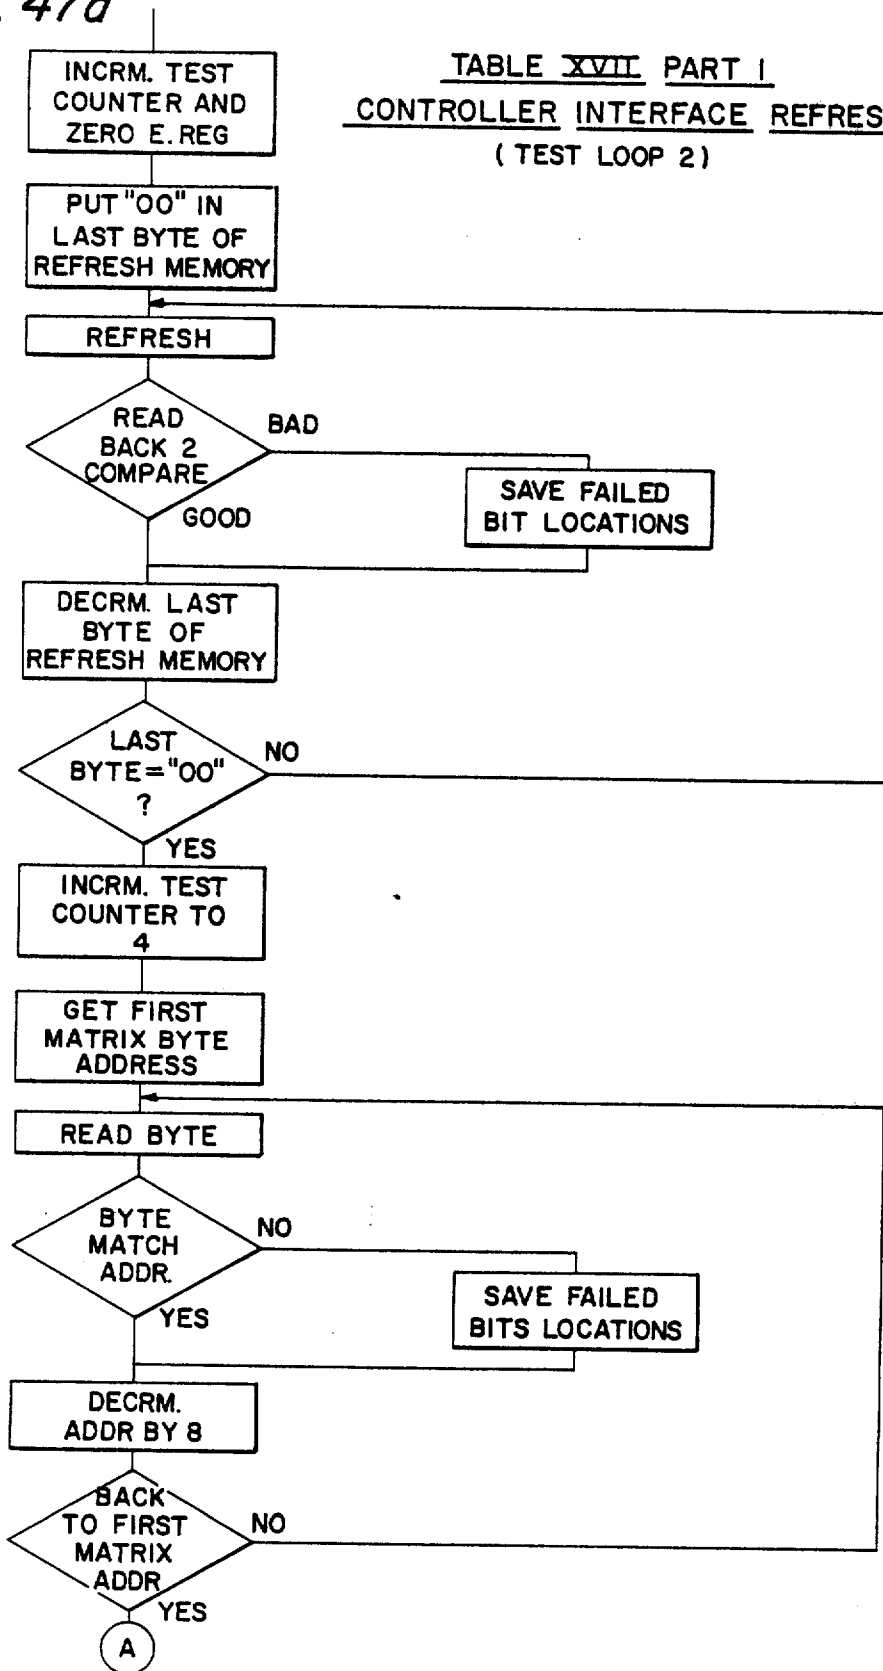 47a
INCRM. TEST
COUNTER AND
ZERO E. REG
TABLE XVII PART 1
CONTROLLER INTERFACE REFRES
( TEST LOOP 2)
PUT "00" IN
LAST BYTE OF
REFRESH MEMORY
REFRESH
READ
BACK 2
COMPARE
BAD
GOOD
SAVE FAILED
BIT LOCATIONS
DECRM. LAST
BYTE OF
REFRESH MEMORY
LAST
BYTE="00"
?
NO
YES
INCRM. TEST
COUNTER TO
4
GET FIRST
MATRIX BYTE
ADDRESS
READ BYTE
BYTE
MATCH
ADDR.
NO
YES
SAVE FAILED
BITS LOCATIONS
DECRM.
ADDR BY 8
BACK
TO FIRST
MATRIX
ADDR
NO
YES
A